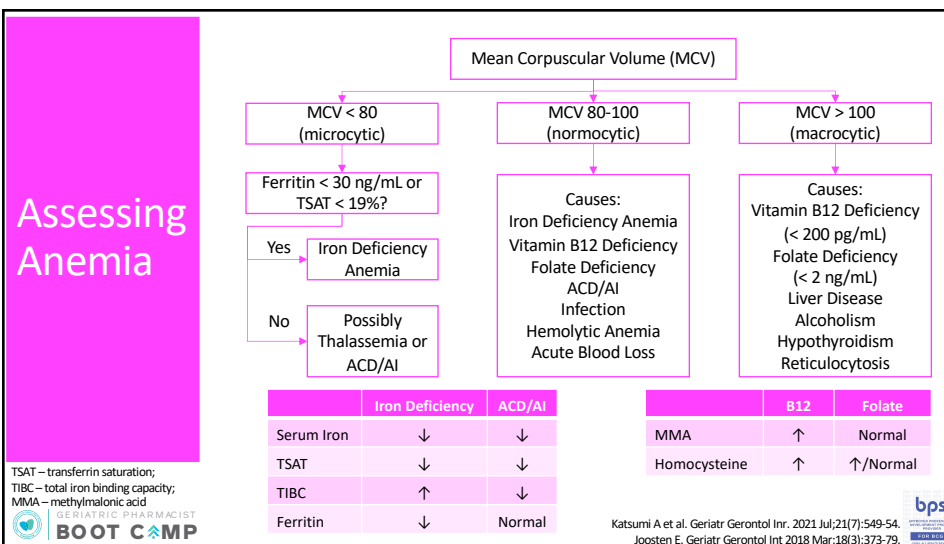 Assessing
Anemia
Mean Corpuscular Volume (MCV)
MCV < 80
(microcytic)
MCV 80-100
(normocytic)
MCV > 100
(macrocytic)
Ferritin < 30 ng/mL or
TSAT < 19%?
Yes
Iron Deficiency
Anemia
No
Possibly
Thalassemia or
ACD/AI
Causes:
Iron Deficiency Anemia
Vitamin B12 Deficiency
Folate Deficiency
ACD/AI
Infection
Hemolytic Anemia
Acute Blood Loss
Causes:
Vitamin B12 Deficiency
(< 200 pg/mL)
Folate Deficiency
(< 2 ng/mL)
Liver Disease
Alcoholism
Hypothyroidism
Reticulocytosis
Iron Deficiency ACD/AI
Serum Iron ↓ ↓
TSAT ↓ ↓
TIBC ↑ ↓
Ferritin ↓ Normal
B12 Folate
MMA ↑ Normal
Homocysteine ↑ ↑/Normal
TSAT – transferrin saturation;
TIBC – total iron binding capacity;
MMA – methylmalonic acid
GERIATRIC PHARMACIST
BOOT CAMP
Katsumi A et al. Geriatr Gerontol Inr. 2021 Jul;21(7):549-54.
Joosten E. Geriatr Gerontol Int 2018 Mar:18(3):373-79.
bps
FOR BCG